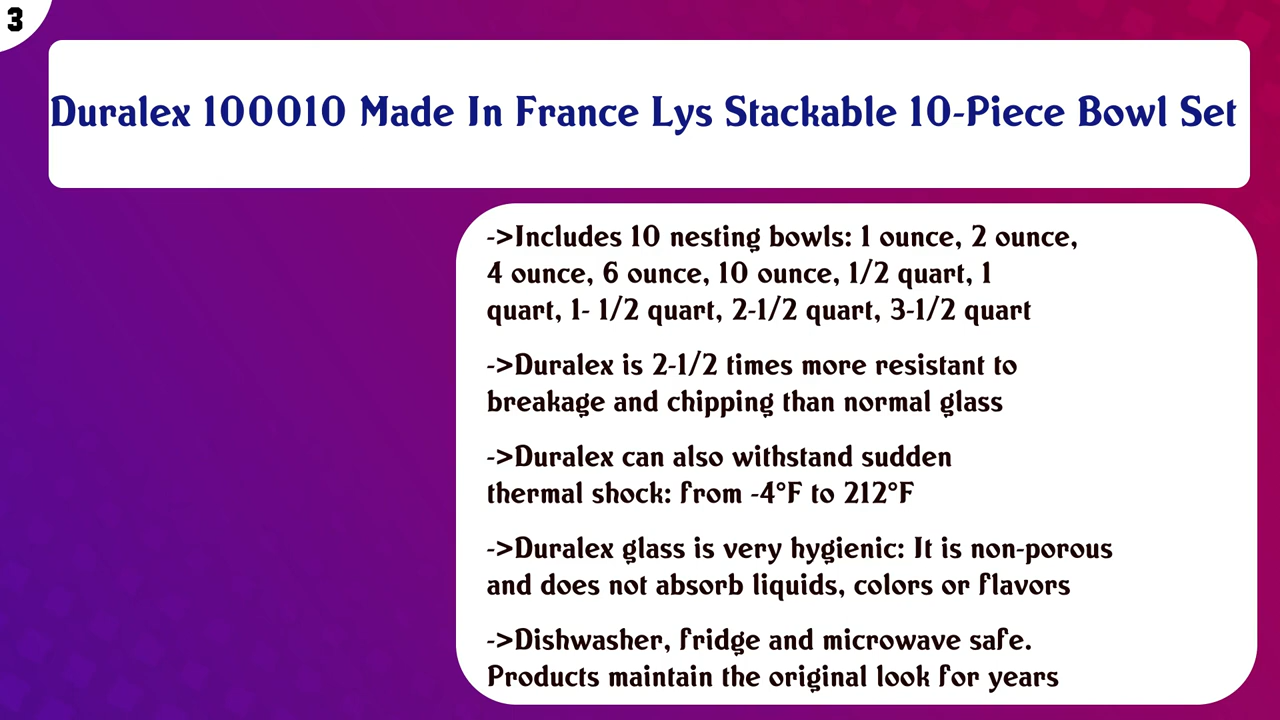 3
Duralex 100010 Made In France Lys Stackable 10-Piece Bowl Set
->Includes 10 nesting bowls: 1 ounce, 2 ounce,
4 ounce, 6 ounce, 10 ounce, 1/2 quart, 1
quart, 1- 1/2 quart, 2-1/2 quart, 3-1/2 quart
->Duralex is 2-1/2 times more resistant to
breakage and chipping than normal glass
->Duralex can also withstand sudden
thermal shock: from -4°F to 212°F
->Duralex glass is very hygienic: It is non-porous
and does not absorb liquids, colors or flavors
->Dishwasher, fridge and microwave safe.
Products maintain the original look for years